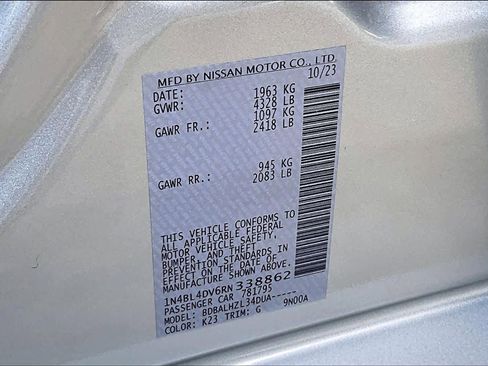 MFD BY NISSAN MOTOR CO., LTD.
DATE: 10/23
GVWR: 1963 KG
4328 LB
GAWR FR.: 1097 KG
2418 LB
GAWR RR.: 945 KG
2083 LB
THIS VEHICLE CONFORMS TO
ALL APPLICABLE FEDERAL
MOTOR VEHICLE SAFETY,
BUMPER, AND THEFT
PREVENTION STANDARDS IN
EFFECT ON THE DATE OF
MANUFACTURE SHOWN ABOVE.
1N4BL4DV6RN338862
PASSENGER CAR 781795
MODEL: BDBALHZL34DUA-----
COLOR: K23 TRIM: G 9N00A